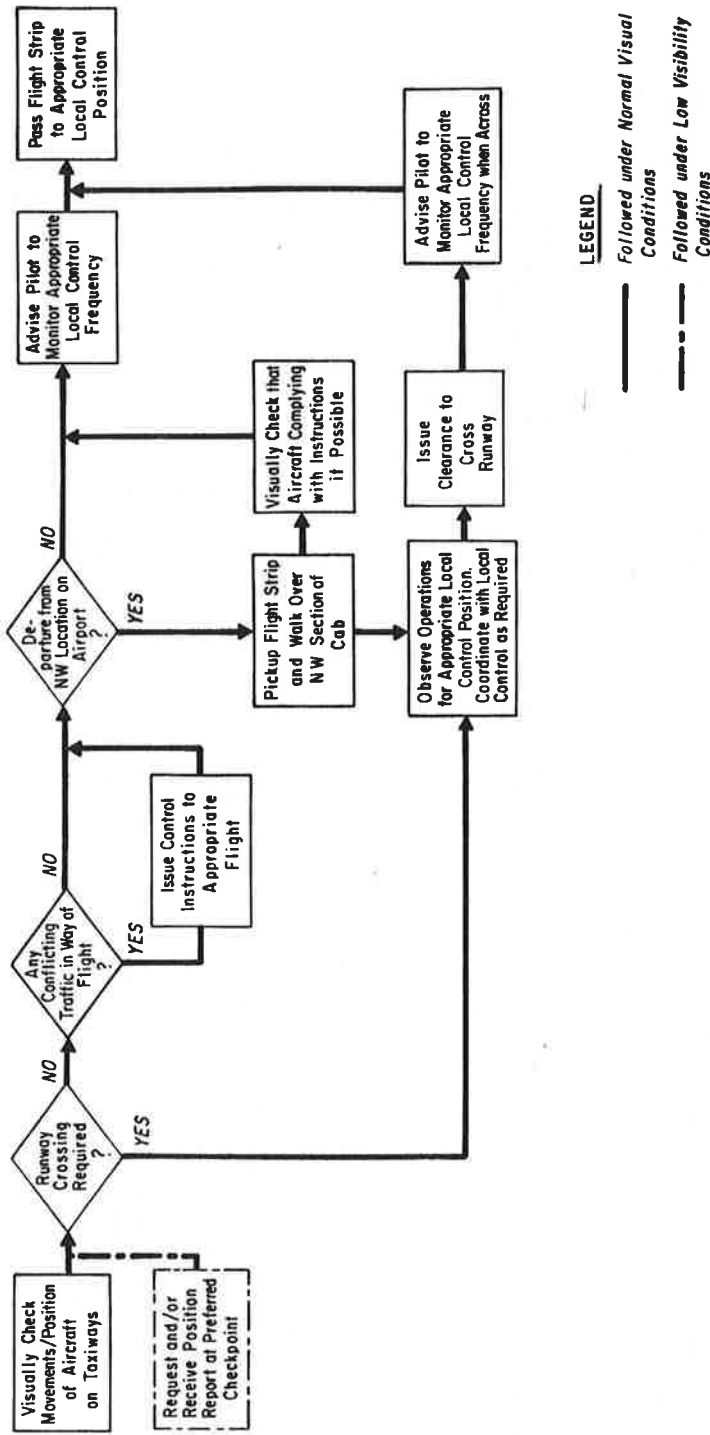 Visually Check
Movements/Position
of Aircraft
on Taxiways
Request and/or
Receive Position
Report at Preferred
Checkpoint
Runway
Crossing
Required
?
NO
YES
Any
Conflicting
Traffic in Way of
Flight
?
NO
YES
Issue Control
Instructions to
Appropriate
Flight
De-
parture from
NW Location on
Airport
?
NO
YES
Pickup Flight Strip
and Walk Over
NW Section of
Cab
Visually Check that
Aircraft Complying
with Instructions
if Possible
Observe Operations
for Appropriate Local
Control Position.
Coordinate with Local
Control as Required
Issue
Clearance to
Cross
Runway
Advise Pilot to
Monitor Appropriate
Local Control
Frequency when Across
Advise Pilot to
Monitor Appropriate
Local Control
Frequency
Pass Flight Strip
to Appropriate
Local Control
Position
LEGEND
Followed under Normal Visual
Conditions
Followed under Low Visibility
Conditions